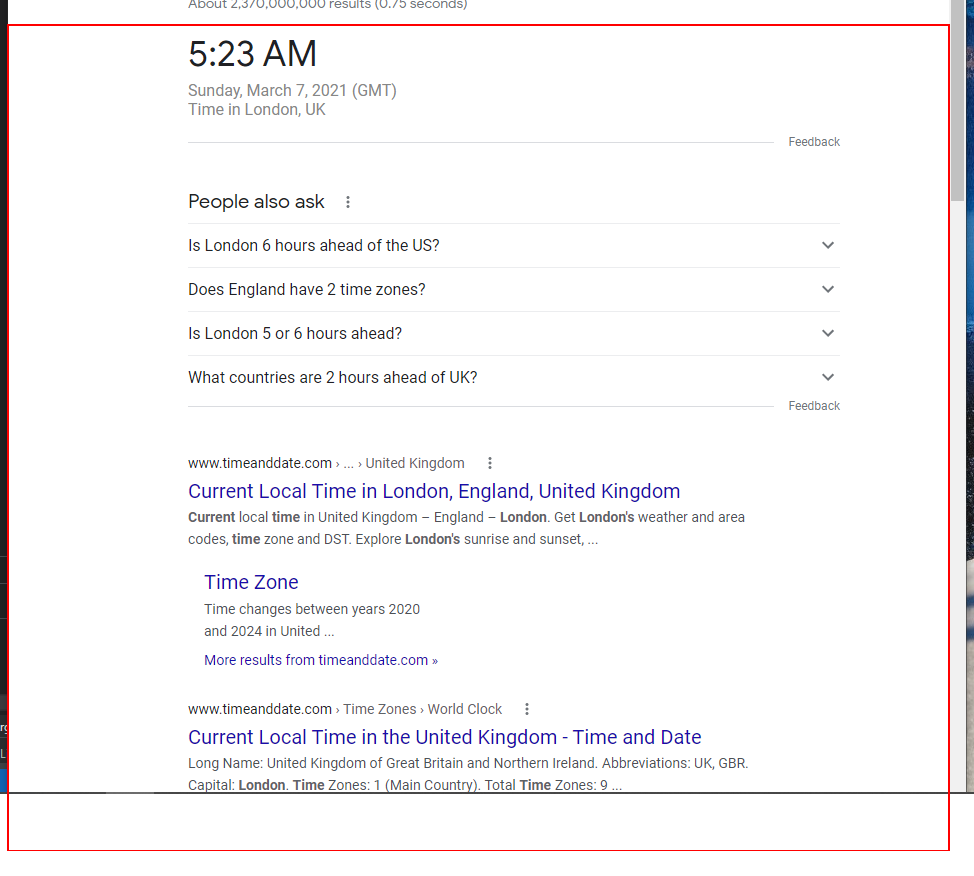 About 2,370,000,000 results (0.75 seconds)
5:23 AM
Sunday, March 7, 2021 (GMT)
Time in London, UK
Feedback
People also ask
Is London 6 hours ahead of the US?
Does England have 2 time zones?
Is London 5 or 6 hours ahead?
What countries are 2 hours ahead of UK?
Feedback
www.timeanddate.com › ... › United Kingdom
Current Local Time in London, England, United Kingdom
Current local time in United Kingdom – England – London. Get London's weather and area
codes, time zone and DST. Explore London's sunrise and sunset, ...
Time Zone
Time changes between years 2020
and 2024 in United ...
More results from timeanddate.com »
www.timeanddate.com › Time Zones › World Clock
Current Local Time in the United Kingdom - Time and Date
Long Name: United Kingdom of Great Britain and Northern Ireland. Abbreviations: UK, GBR.
Capital: London. Time Zones: 1 (Main Country). Total Time Zones: 9 ...